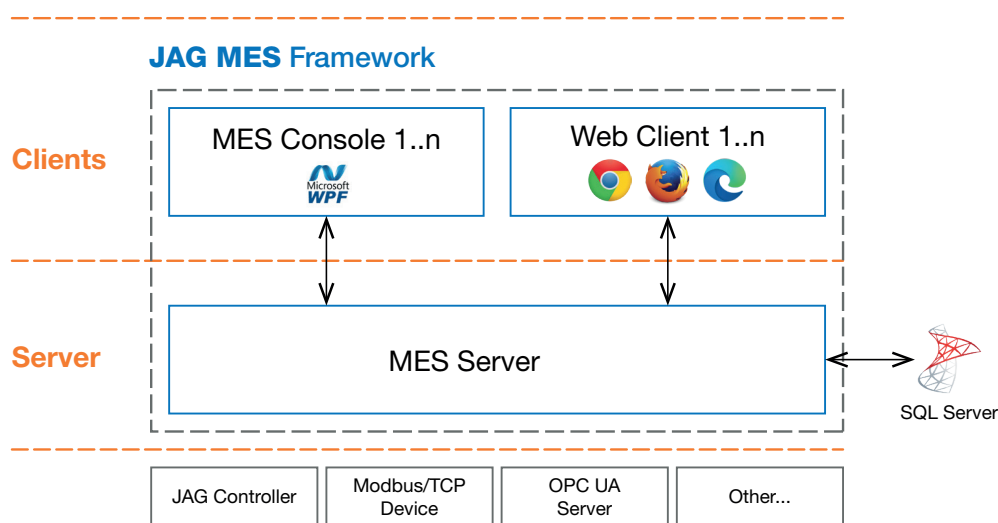 JAG MES Framework
Clients
MES Console 1..n
Microsoft
WPF
Web Client 1..n
Server
MES Server
SQL Server
JAG Controller
Modbus/TCP
Device
OPC UA
Server
Other...